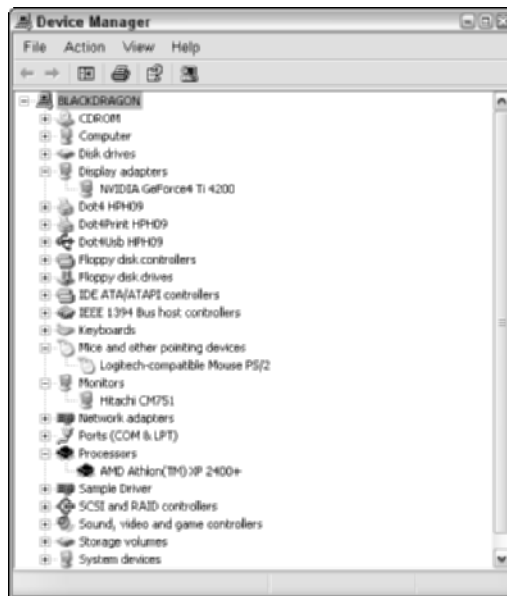 Device Manager
File Action View Help
BLACKDRAGON
CDROM
Computer
Disk drives
Display adapters
NVIDIA GeForce4 Ti 4200
Dot4 HPH09
Dot4Print HPH09
Dot4Usb HPH09
Floppy disk controllers
Floppy disk drives
IDE ATA/ATAPI controllers
IEEE 1394 Bus host controllers
Keyboards
Mice and other pointing devices
Logitech-compatible Mouse PS/2
Monitors
Hitachi CM751
Network adapters
Ports (COM & LPT)
Processors
AMD Athlon(TM) XP 2400+
Sample Driver
SCSI and RAID controllers
Sound, video and game controllers
Storage volumes
System devices